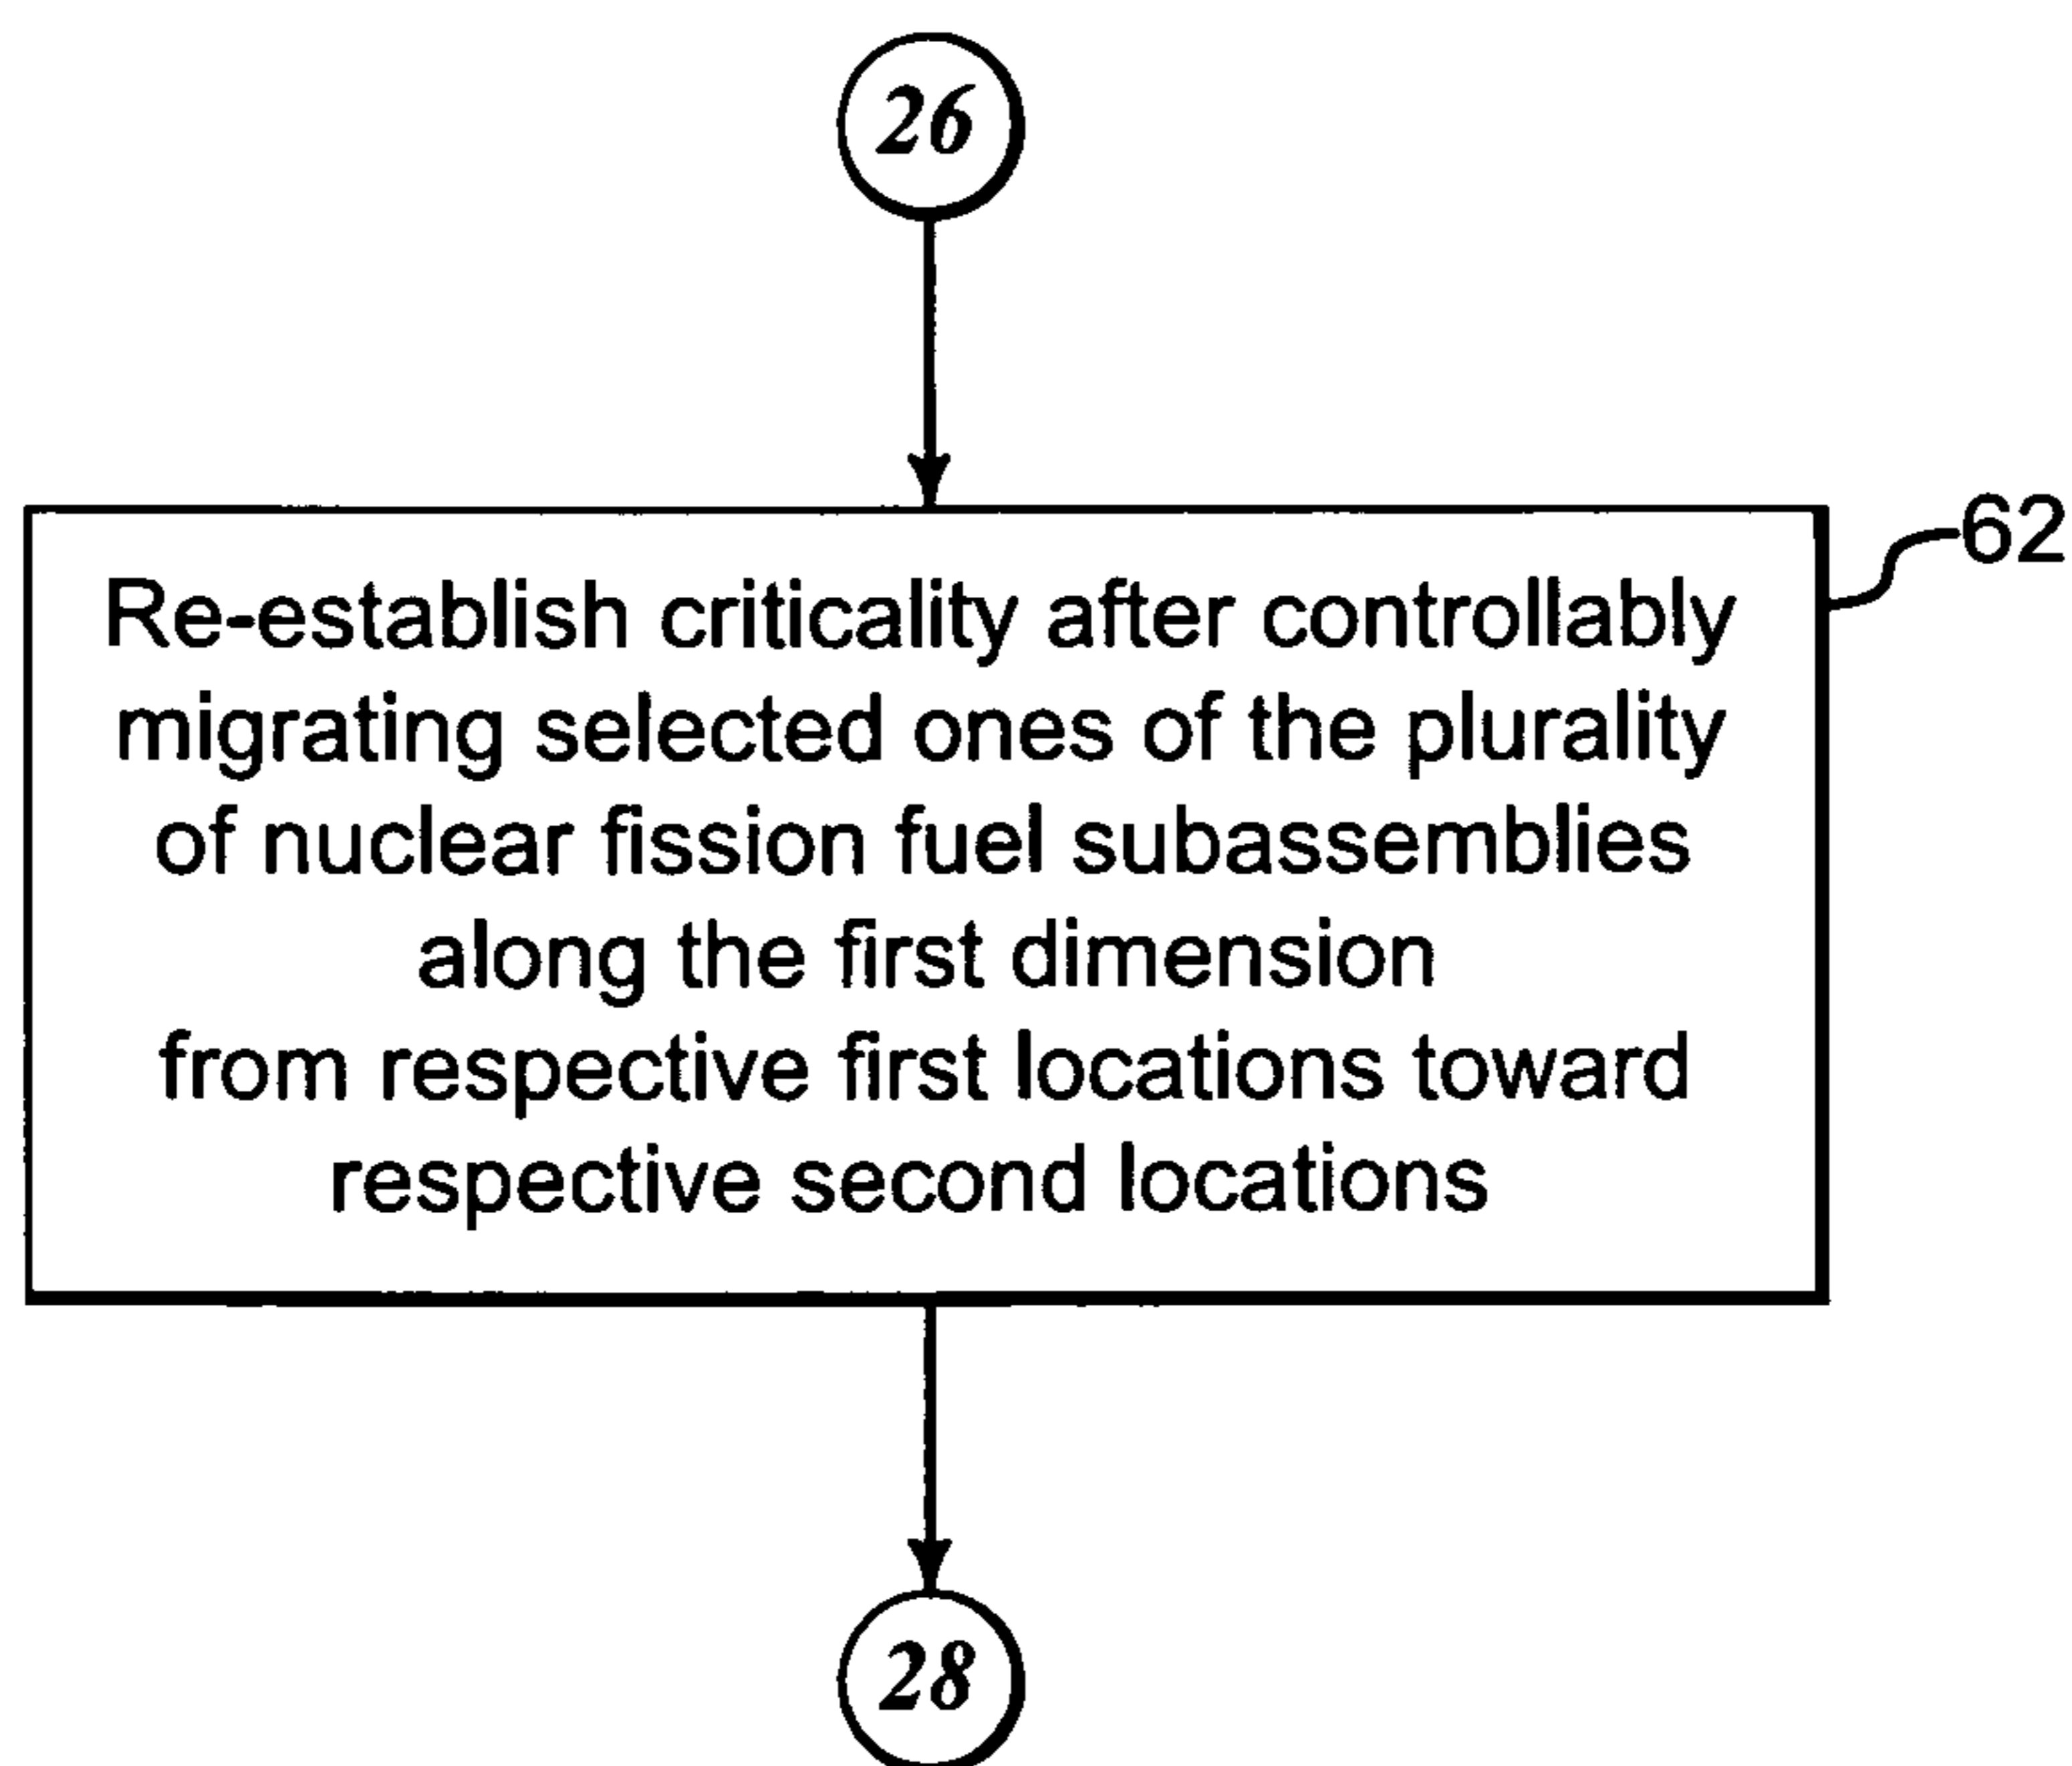 26
62
Re-establish criticality after controllably
migrating selected ones of the plurality
of nuclear fission fuel subassemblies
along the first dimension
from respective first locations toward
respective second locations
28